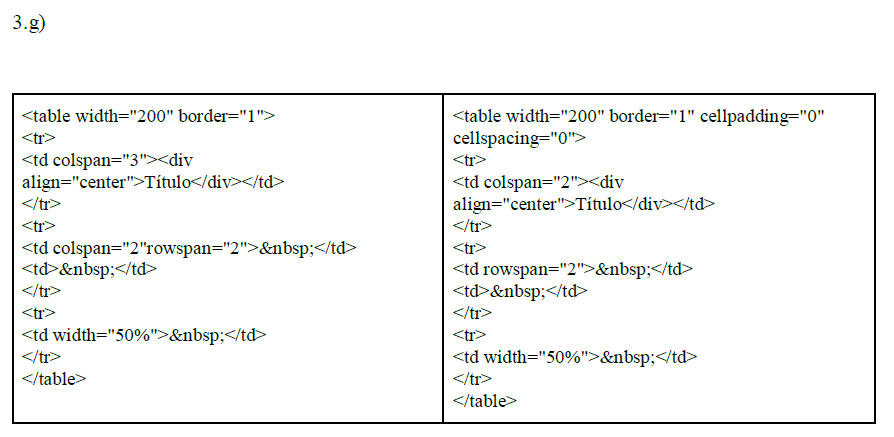 3.g)
<table width="200" border="1">
<tr>
<td colspan="3"><div
align="center">Título</div></td>
</tr>
<tr>
<td colspan="2"rowspan="2">&nbsp;</td>
<td>&nbsp;</td>
</tr>
<tr>
<td width="50%">&nbsp;</td>
</tr>
</table>
<table width="200" border="1" cellpadding="0"
cellspacing="0">
<tr>
<td colspan="2"><div
align="center">Título</div></td>
</tr>
<tr>
<td rowspan="2">&nbsp;</td>
<td>&nbsp;</td>
</tr>
<tr>
<td width="50%">&nbsp;</td>
</tr>
</table>